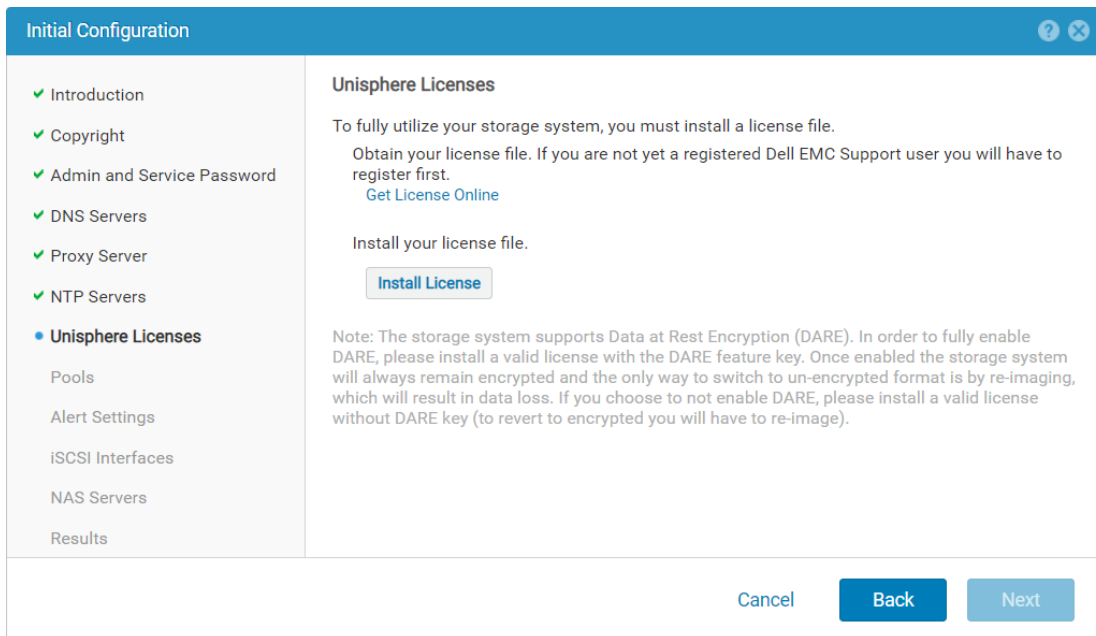 Initial Configuration
Introduction
Copyright
Admin and Service Password
DNS Servers
Proxy Server
NTP Servers
Unisphere Licenses
Pools
Alert Settings
iSCSI Interfaces
NAS Servers
Results
Unisphere Licenses
To fully utilize your storage system, you must install a license file.
Obtain your license file. If you are not yet a registered Dell EMC Support user you will have to
register first.
Get License Online
Install your license file.
Install License
Note: The storage system supports Data at Rest Encryption (DARE). In order to fully enable
DARE, please install a valid license with the DARE feature key. Once enabled the storage system
will always remain encrypted and the only way to switch to un-encrypted format is by re-imaging,
which will result in data loss. If you choose to not enable DARE, please install a valid license
without DARE key (to revert to encrypted you will have to re-image).
Cancel
Back
Next